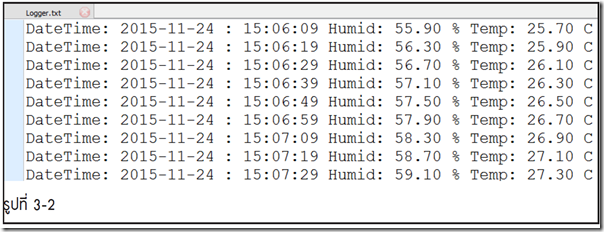 Logger.txt
DateTime: 2015-11-24 : 15:06:09 Humid: 55.90 % Temp: 25.70 C
DateTime: 2015-11-24 : 15:06:19 Humid: 56.30 % Temp: 25.90 C
DateTime: 2015-11-24 : 15:06:29 Humid: 56.70 % Temp: 26.10 C
DateTime: 2015-11-24 : 15:06:39 Humid: 57.10 % Temp: 26.30 C
DateTime: 2015-11-24 : 15:06:49 Humid: 57.50 % Temp: 26.50 C
DateTime: 2015-11-24 : 15:06:59 Humid: 57.90 % Temp: 26.70 C
DateTime: 2015-11-24 : 15:07:09 Humid: 58.30 % Temp: 26.90 C
DateTime: 2015-11-24 : 15:07:19 Humid: 58.70 % Temp: 27.10 C
DateTime: 2015-11-24 : 15:07:29 Humid: 59.10 % Temp: 27.30 C
รูปที่ 3-2